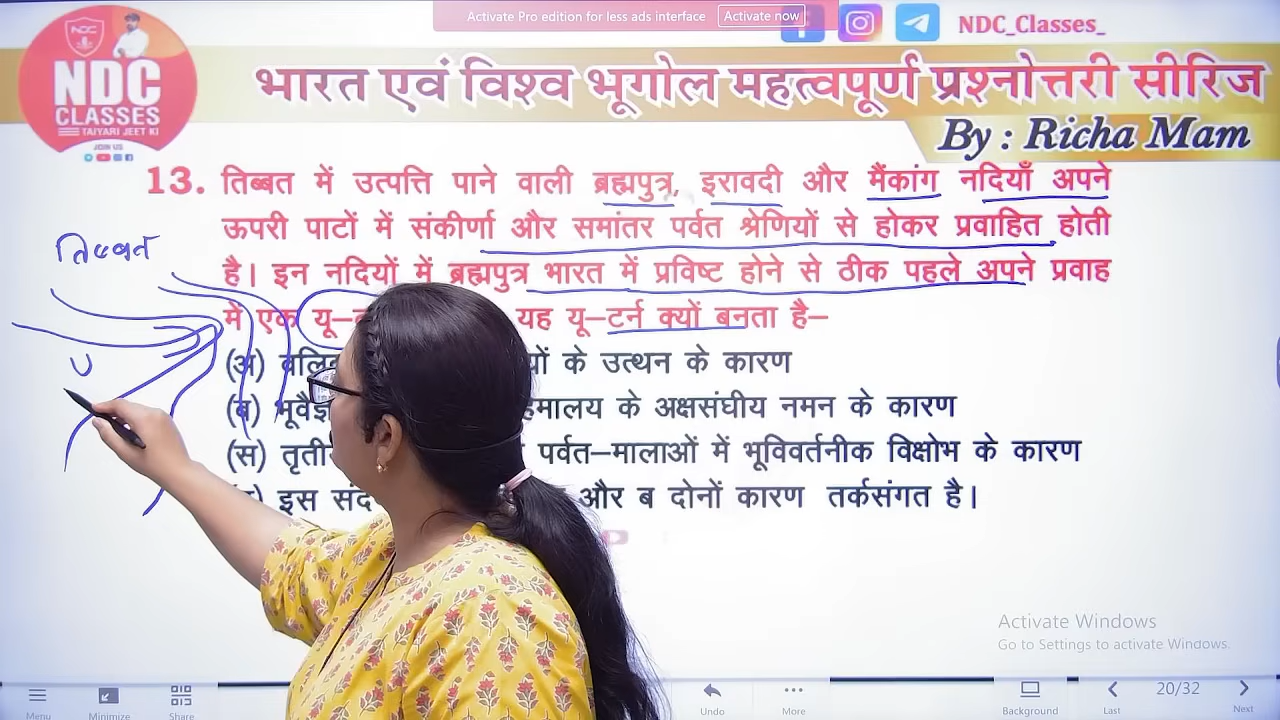 Activate Pro edition for less ads interface Activate now
NDC_Classes_
NDC
NDC
CLASSES
TAIYARI JEET KI
JOIN US
भारत एवं विश्व भूगोल महत्वपूर्ण प्रश्नोत्तरी सीरिज
By : Richa Mam
13. तिब्बत में उत्पत्ति पाने वाली ब्रह्मपुत्र, इरावदी और मैंकांग नदियाँ अपने
ऊपरी पाटों में संकीर्णा और समांतर पर्वत श्रेणियों से होकर प्रवाहित होती
है। इन नदियों में ब्रह्मपुत्र भारत में प्रविष्ट होने से ठीक पहले अपने प्रवाह
में एक यू– यह यू–टर्न क्यों बनता है–
तिब्बत
(अ) के उत्थन के कारण
(ब) के अक्षसंघीय नमन के कारण
(स) पर्वत–मालाओं में भूविवर्तनीक विक्षोभ के कारण
इस और ब दोनों कारण तर्कसंगत है।
U
Activate Windows
Go to Settings to activate Windows.
Menu Minimize Share Undo More Background Last 20/32 Next